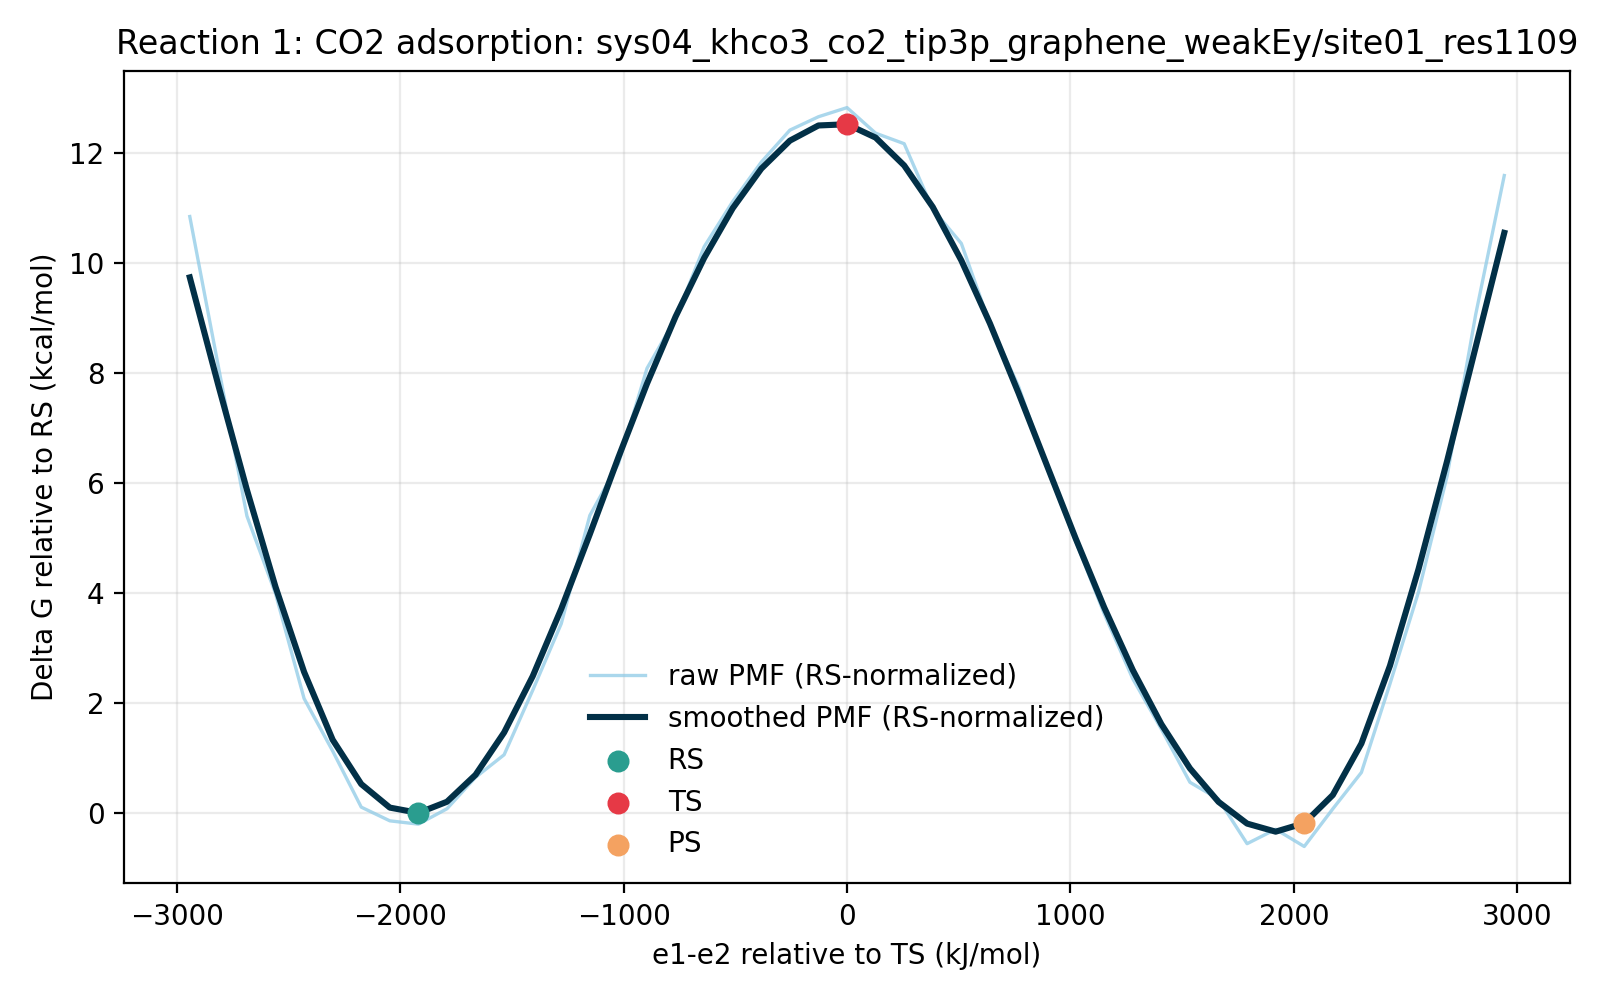 Reaction 1: CO2 adsorption: sys04_khco3_co2_tip3p_graphene_weakEy/site01_res1109
Delta G relative to RS (kcal/mol)
12
10
8
6
4
2
0
raw PMF (RS-normalized)
smoothed PMF (RS-normalized)
RS
TS
PS
−3000 −2000 −1000 0 1000 2000 3000
e1-e2 relative to TS (kJ/mol)